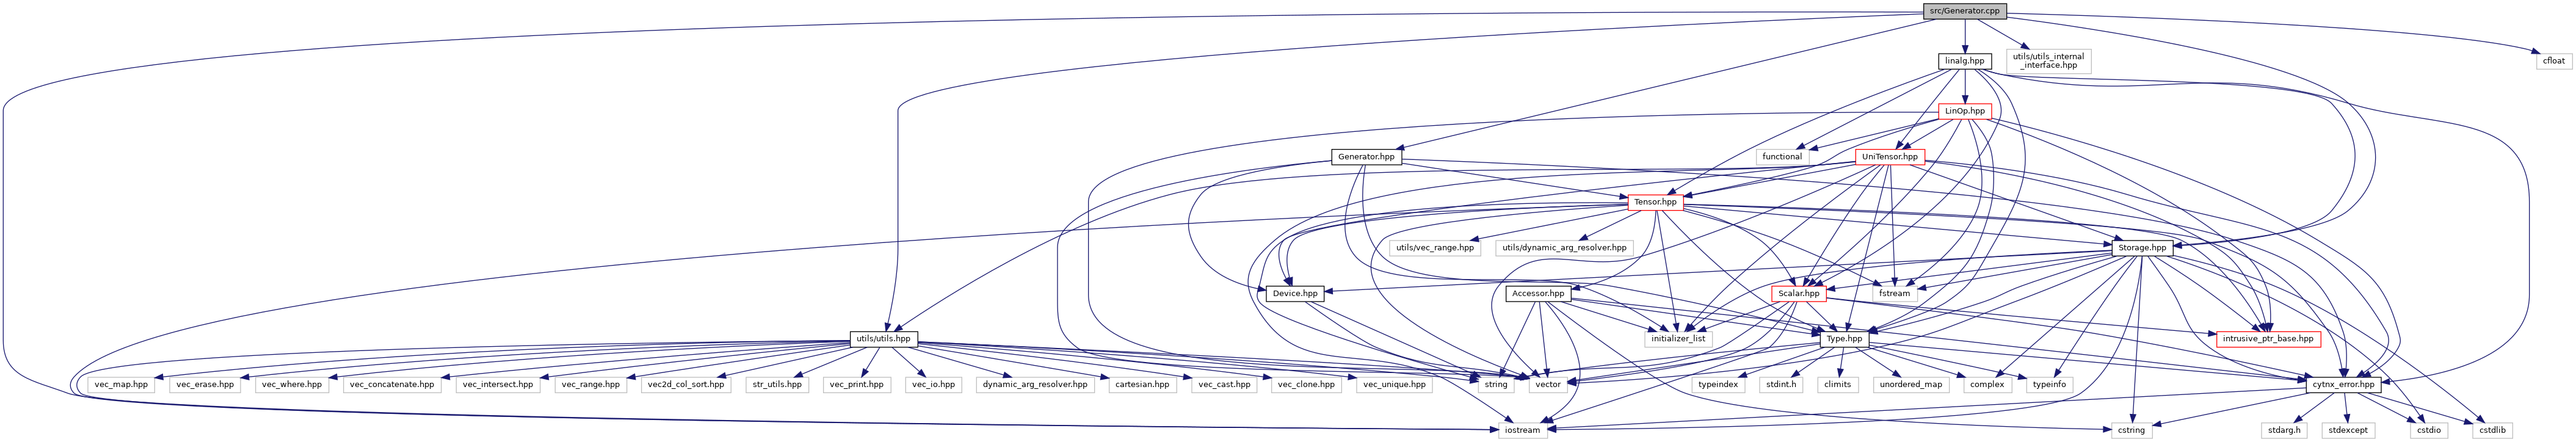 src/Generator.cpp
linalg.hpp
utils/utils_internal
_interface.hpp
cfloat
LinOp.hpp
Generator.hpp
functional
UniTensor.hpp
Tensor.hpp
utils/vec_range.hpp
utils/dynamic_arg_resolver.hpp
Storage.hpp
Device.hpp
Accessor.hpp
Scalar.hpp
fstream
utils/utils.hpp
initializer_list
Type.hpp
intrusive_ptr_base.hpp
vec_map.hpp
vec_erase.hpp
vec_where.hpp
vec_concatenate.hpp
vec_intersect.hpp
vec_range.hpp
vec2d_col_sort.hpp
str_utils.hpp
vec_print.hpp
vec_io.hpp
dynamic_arg_resolver.hpp
cartesian.hpp
vec_cast.hpp
vec_clone.hpp
vec_unique.hpp
string
vector
typeindex
stdint.h
climits
unordered_map
complex
typeinfo
cytnx_error.hpp
iostream
cstring
stdarg.h
stdexcept
cstdio
cstdlib